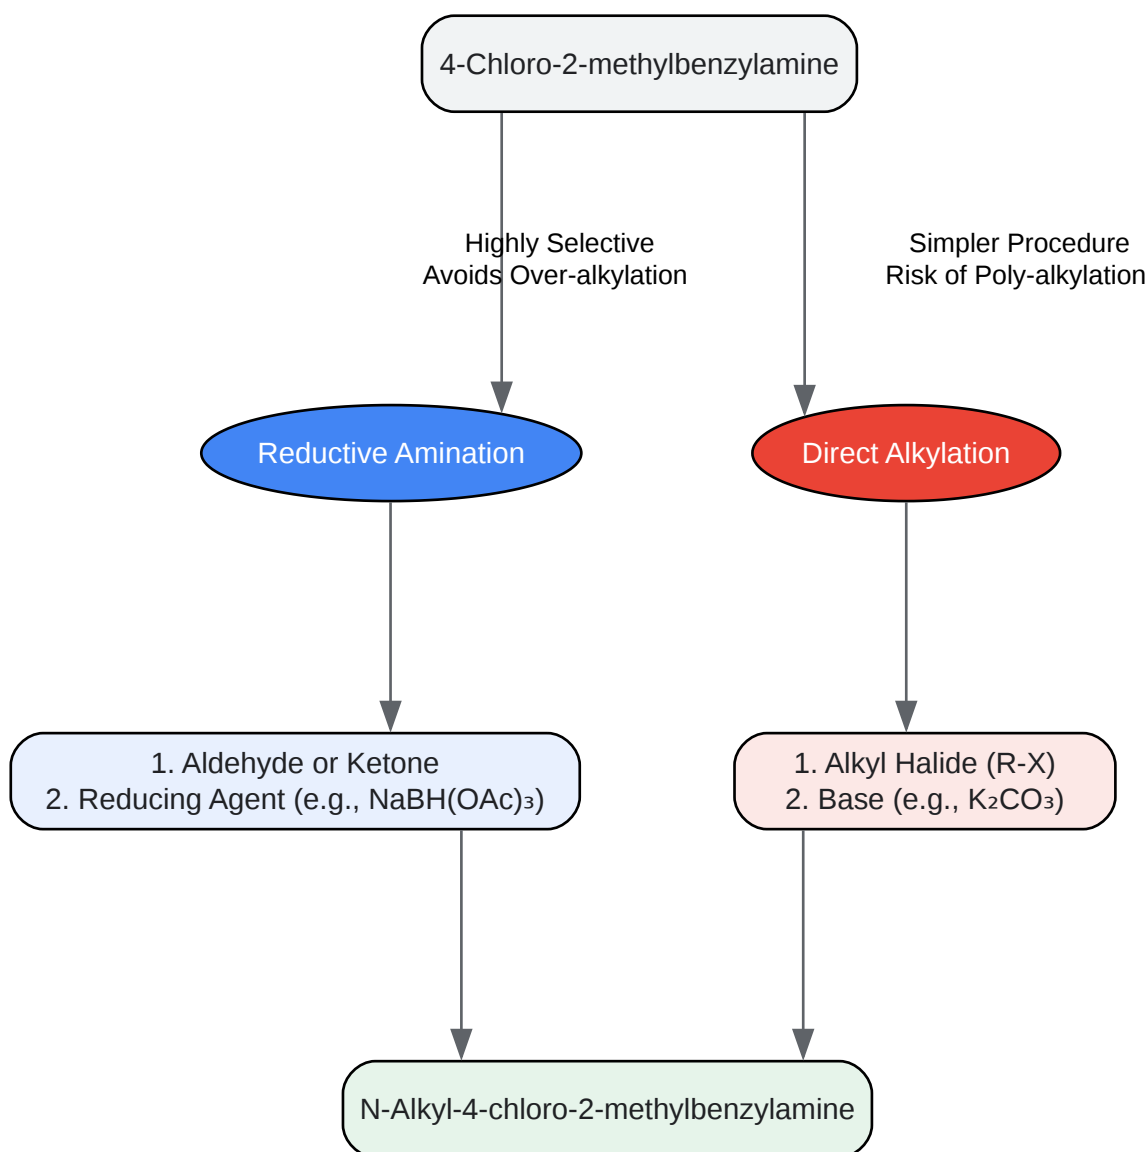 4-Chloro-2-methylbenzylamine
Highly Selective
Avoids Over-alkylation
Simpler Procedure
Risk of Poly-alkylation
Reductive Amination
Direct Alkylation
1. Aldehyde or Ketone
2. Reducing Agent (e.g., NaBH(OAc)₃)
1. Alkyl Halide (R-X)
2. Base (e.g., K₂CO₃)
N-Alkyl-4-chloro-2-methylbenzylamine